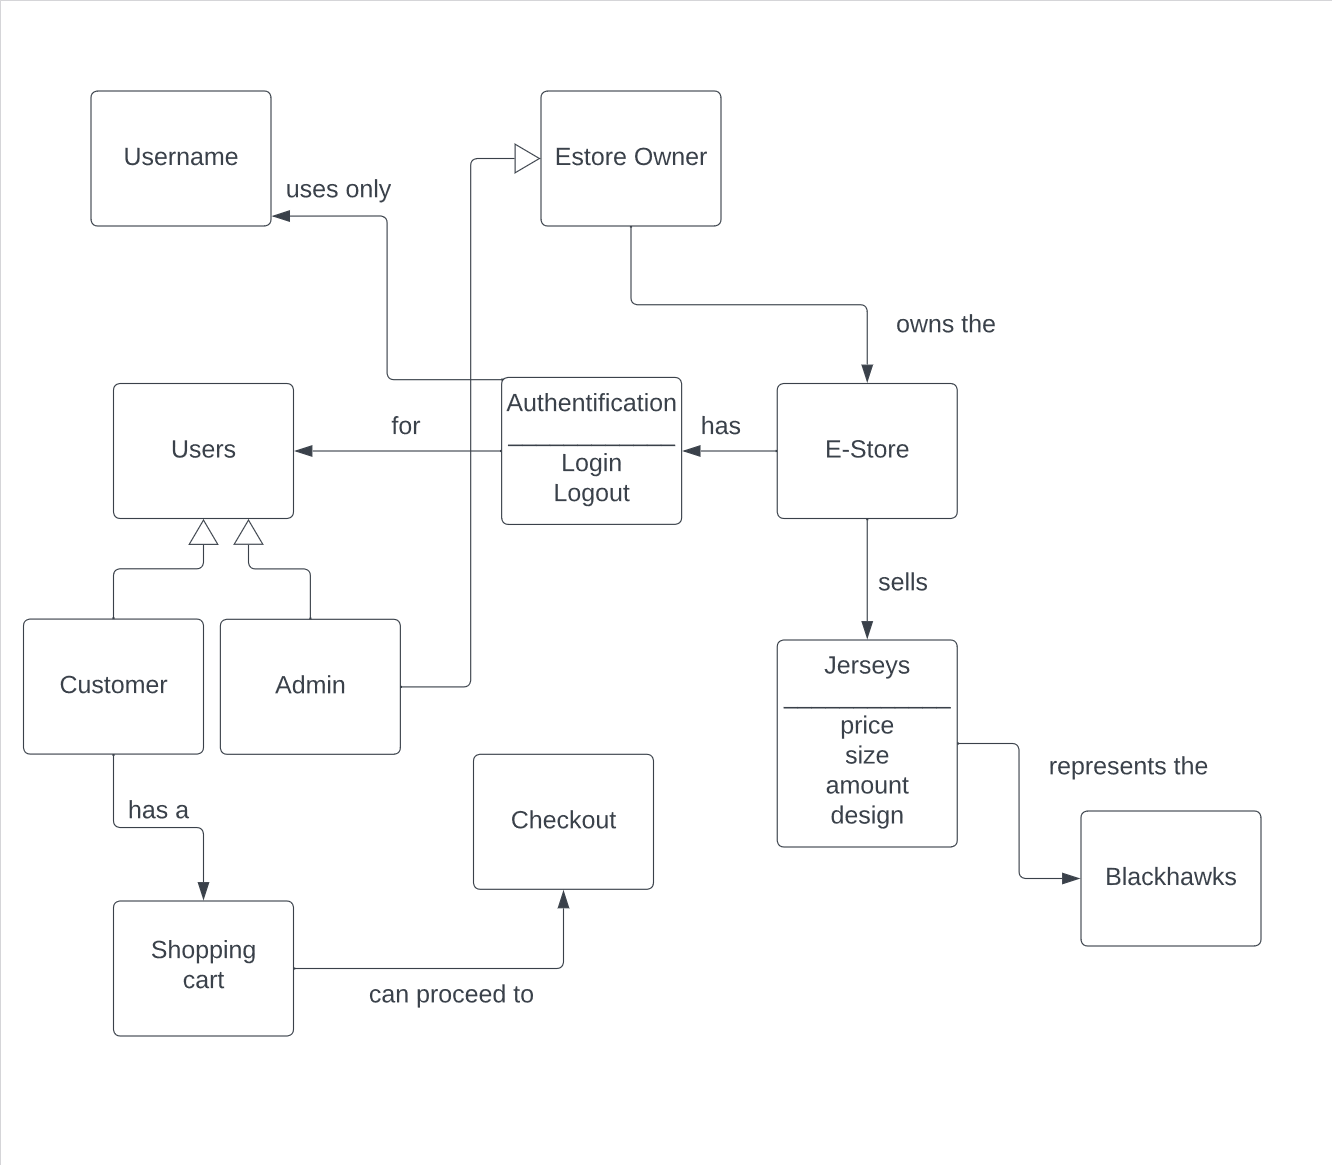 Username
Estore Owner
uses only
owns the
Authentification
for
has
Users
E-Store
Login
Logout
sells
Customer
Admin
Jerseys
price
size
amount
design
represents the
has a
Checkout
Blackhawks
Shopping
cart
can proceed to